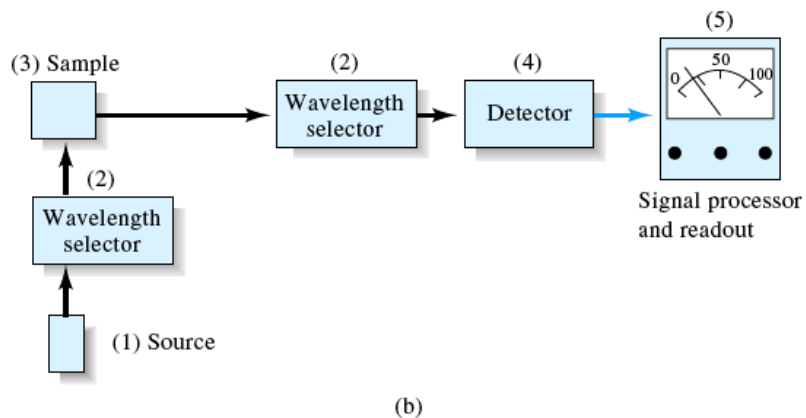 (5)
(3) Sample
(2)
(4)
0
50
100
Wavelength
selector
Detector
(2)
Wavelength
selector
Signal processor
and readout
(1) Source
(b)